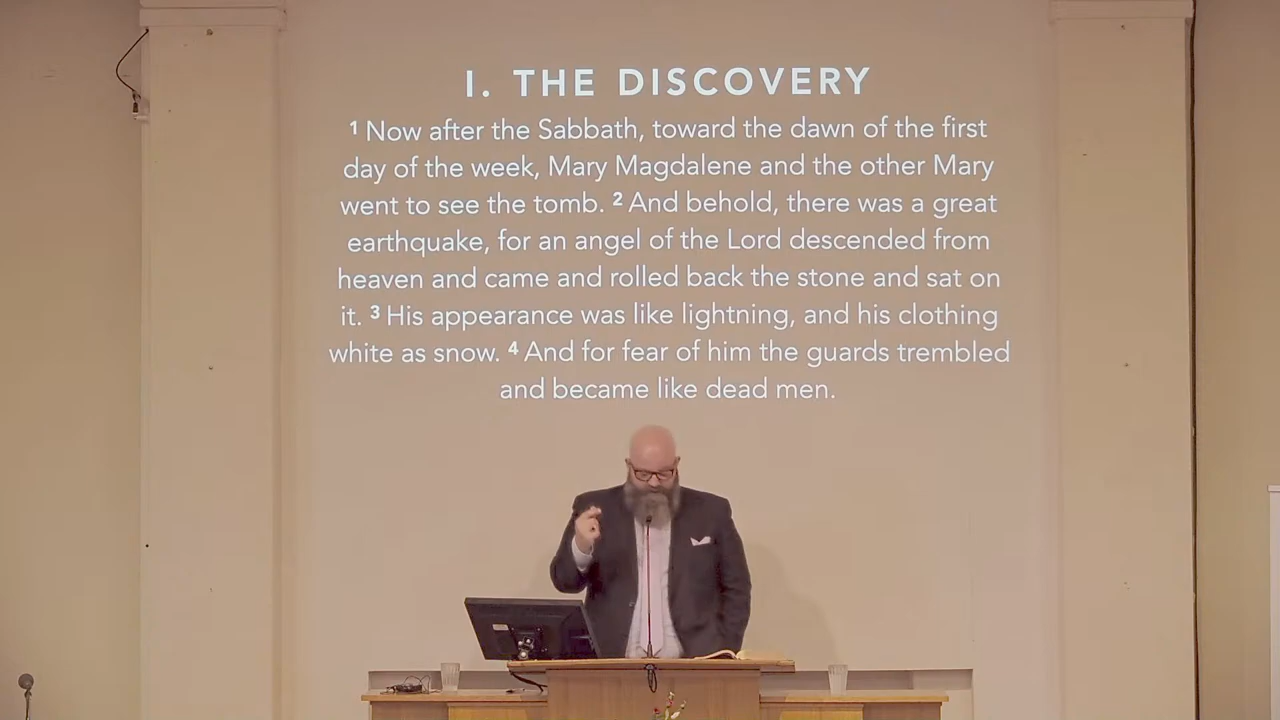 I. THE DISCOVERY
¹ Now after the Sabbath, toward the dawn of the first
day of the week, Mary Magdalene and the other Mary
went to see the tomb. ² And behold, there was a great
earthquake, for an angel of the Lord descended from
heaven and came and rolled back the stone and sat on
it. ³ His appearance was like lightning, and his clothing
white as snow. ⁴ And for fear of him the guards trembled
and became like dead men.